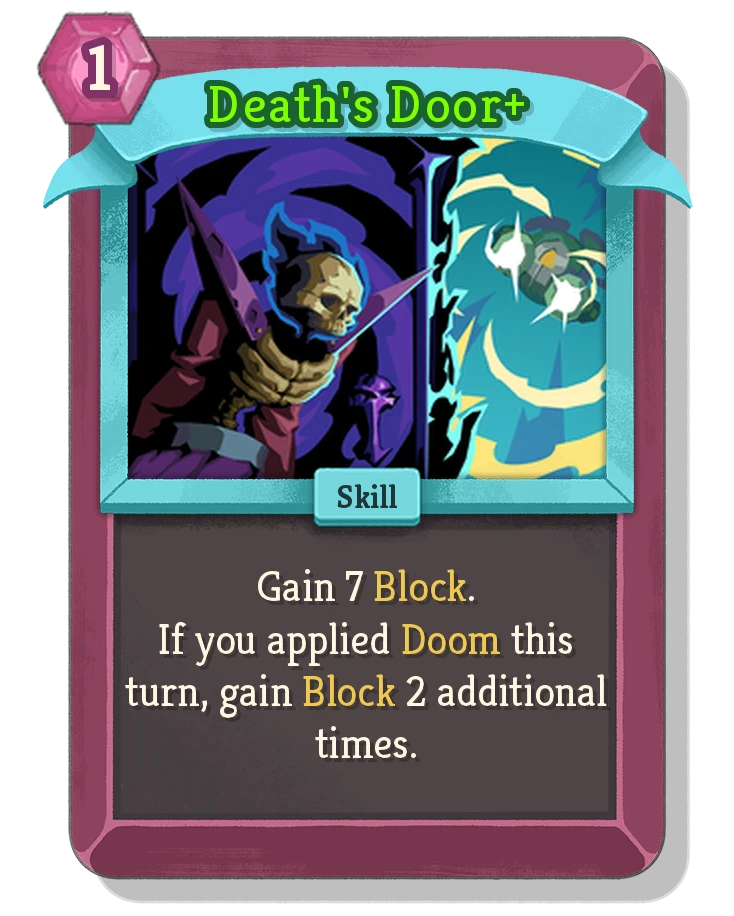 1
Death's Door+
Skill
Gain 7 Block.
If you applied Doom this
turn, gain Block 2 additional
times.